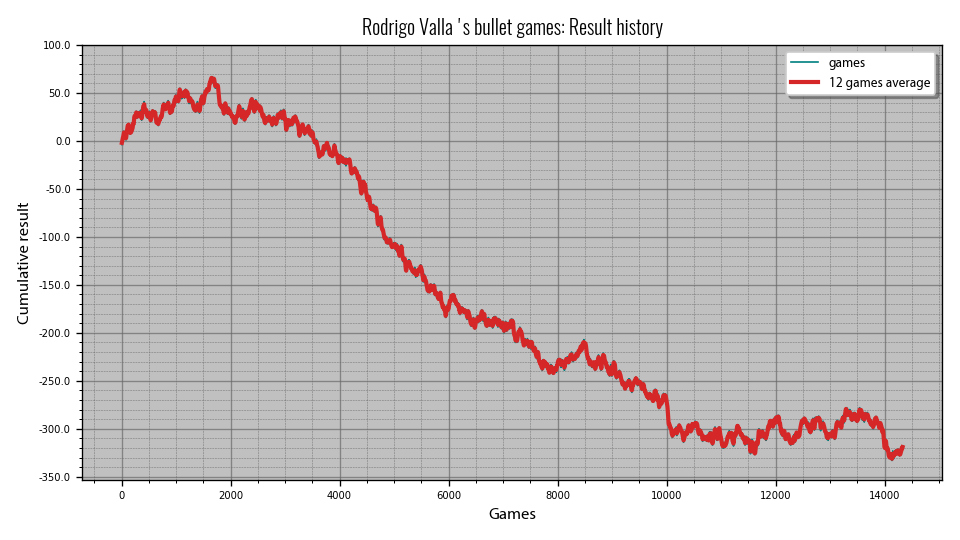 Rodrigo Valla 's bullet games: Result history
games
12 games average
Cumulative result
100.0
50.0
0.0
-50.0
-100.0
-150.0
-200.0
-250.0
-300.0
-350.0
0 2000 4000 6000 8000 10000 12000 14000
Games